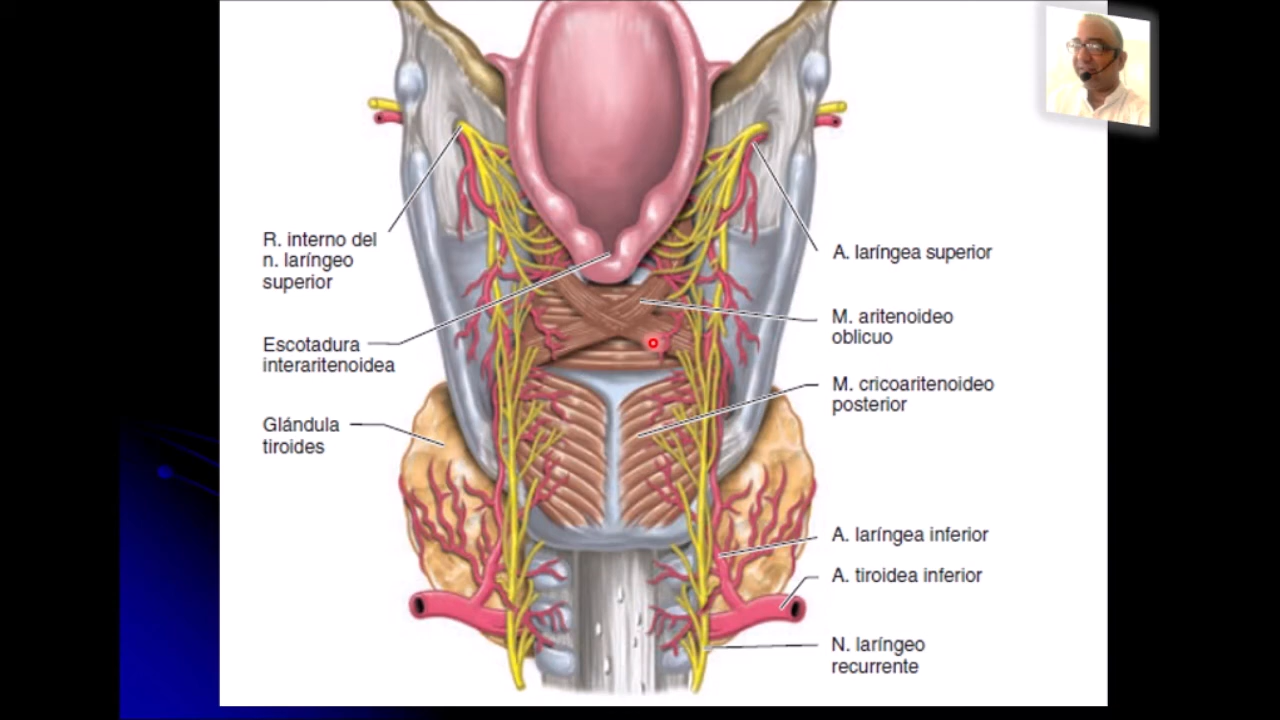 R. interno del
n. laríngeo
superior
Escotadura
interaritenoidea
Glándula
tiroides
A. laríngea superior
M. aritenoideo
oblicuo
M. cricoaritenoideo
posterior
A. laríngea inferior
A. tiroidea inferior
N. laríngeo
recurrente